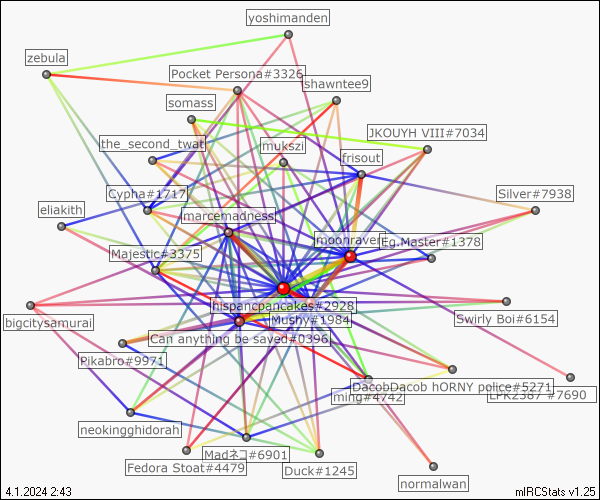 yoshimanden
zebula
Pocket Persona#3326
shawntee9
somass
JKOUYH VIII#7034
the_second_twat
mukszi
frisout
Cypha#1717
Silver#7938
eliakith
marcemadness
moonraven
Eg.Master#1378
Majestic#3375
hispancpancakes#2928
bigcitysamurai
Mushy#1984
Swirly Boi#6154
Can anything be saved#0396
Pikabro#9971
DacobDacob hORNY police#5271
LPK2387 #7690
ming#4742
neokingghidorah
Madネコ#6901
Fedora Stoat#4479
Duck#1245
normalwan
4.1.2024 2:43
mIRCStats v1.25